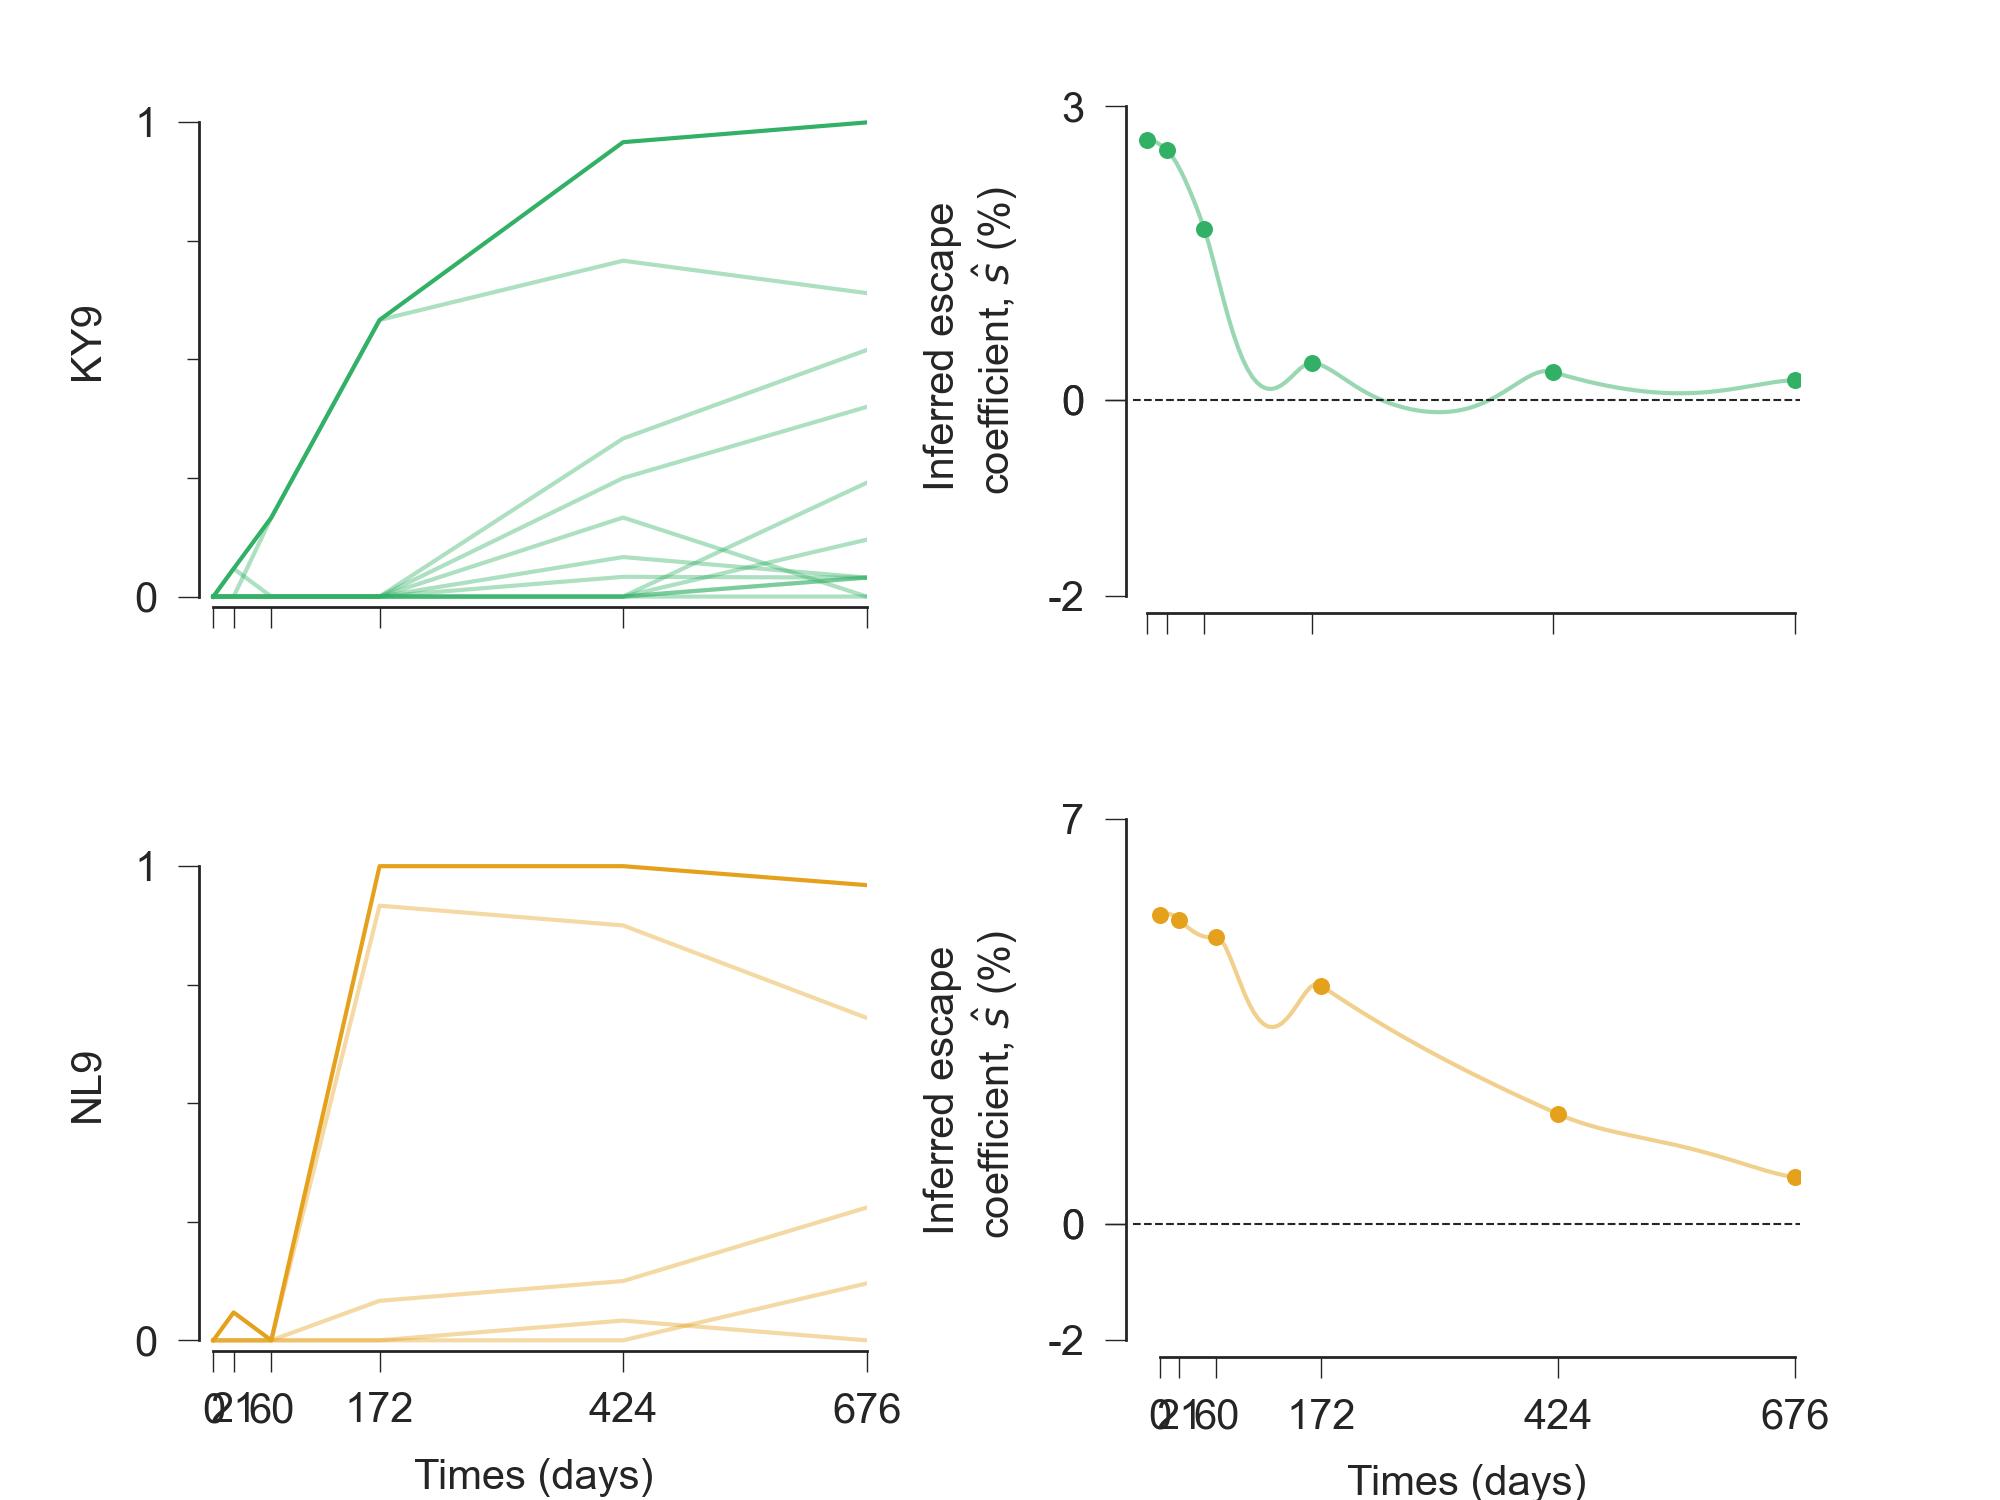 1
KY9
0
3
Inferred escape
coefficient, ŝ (%)
0
-2
1
NL9
0
0 21 60 172 424 676
Times (days)
7
Inferred escape
coefficient, ŝ (%)
0
-2
0 21 60 172 424 676
Times (days)